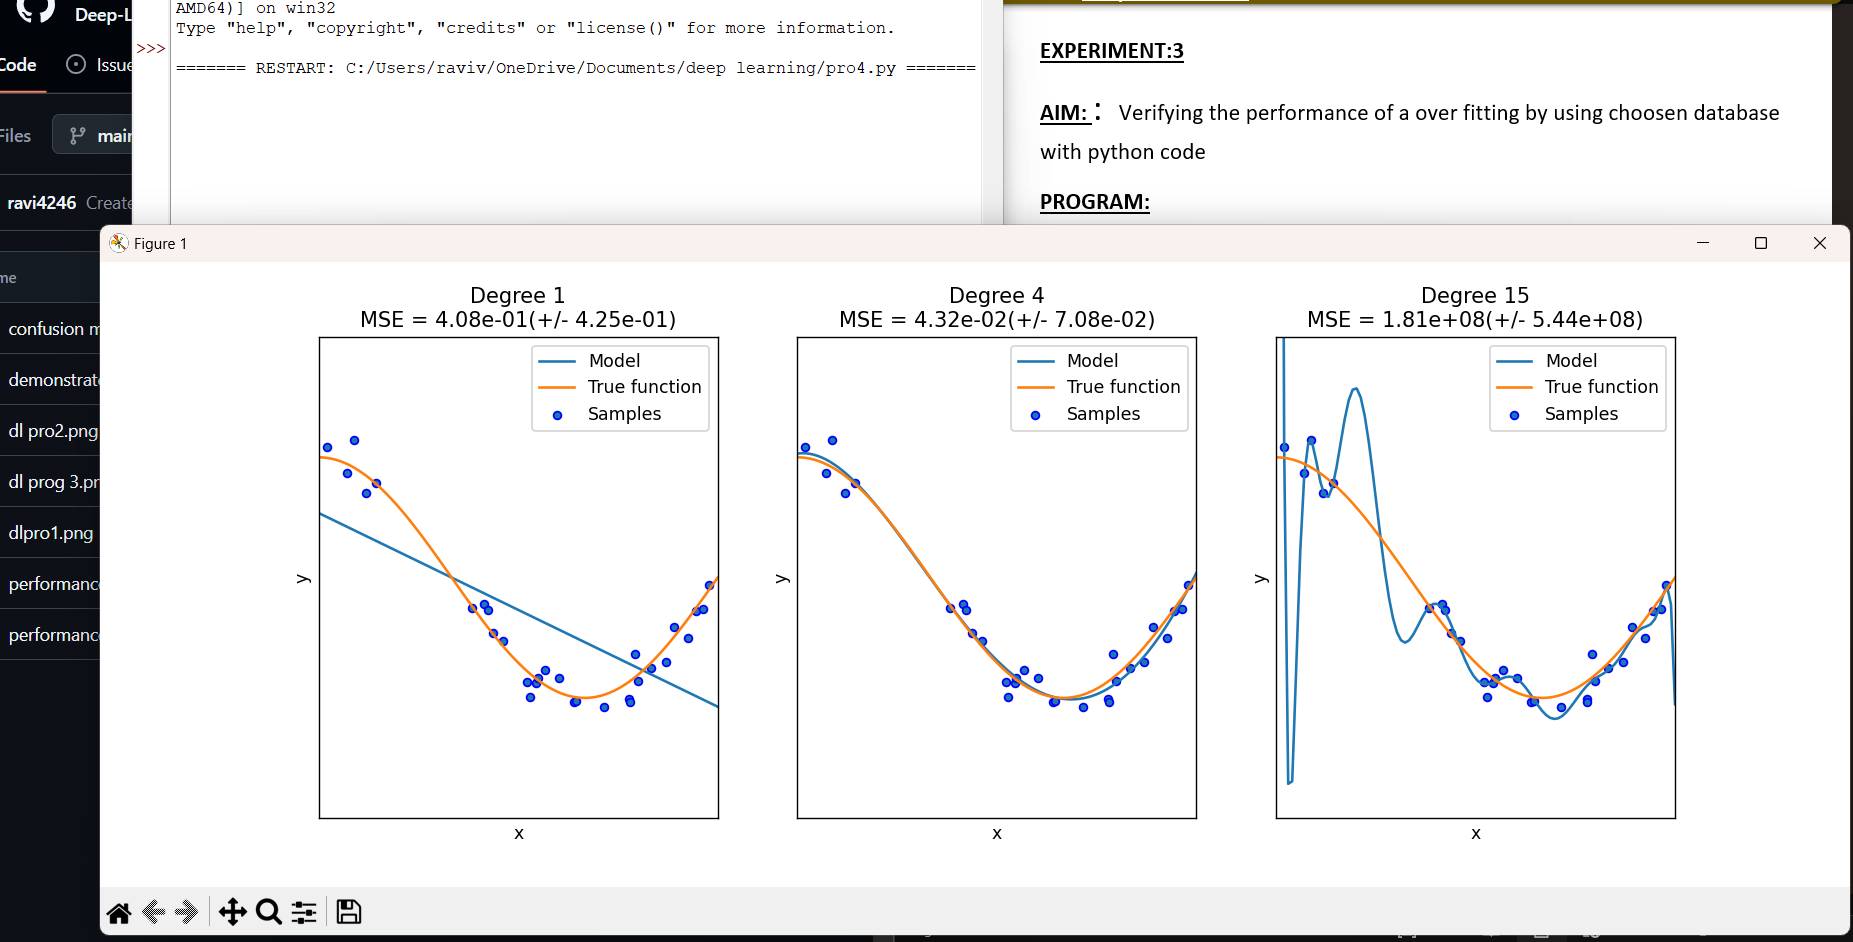 Deep-L
Code
Issue
Files
main
ravi4246 Create
me
confusion m
demonstrate
dl pro2.png
dl prog 3.pn
dlpro1.png
performance
performance
AMD64)] on win32
Type "help", "copyright", "credits" or "license()" for more information.
>>>
======= RESTART: C:/Users/raviv/OneDrive/Documents/deep learning/pro4.py =======
EXPERIMENT:3
AIM: : Verifying the performance of a over fitting by using choosen database
with python code
PROGRAM:
Figure 1
Degree 1
MSE = 4.08e-01(+/- 4.25e-01)
Model
True function
Samples
y
x
Degree 4
MSE = 4.32e-02(+/- 7.08e-02)
Model
True function
Samples
y
x
Degree 15
MSE = 1.81e+08(+/- 5.44e+08)
Model
True function
Samples
y
x